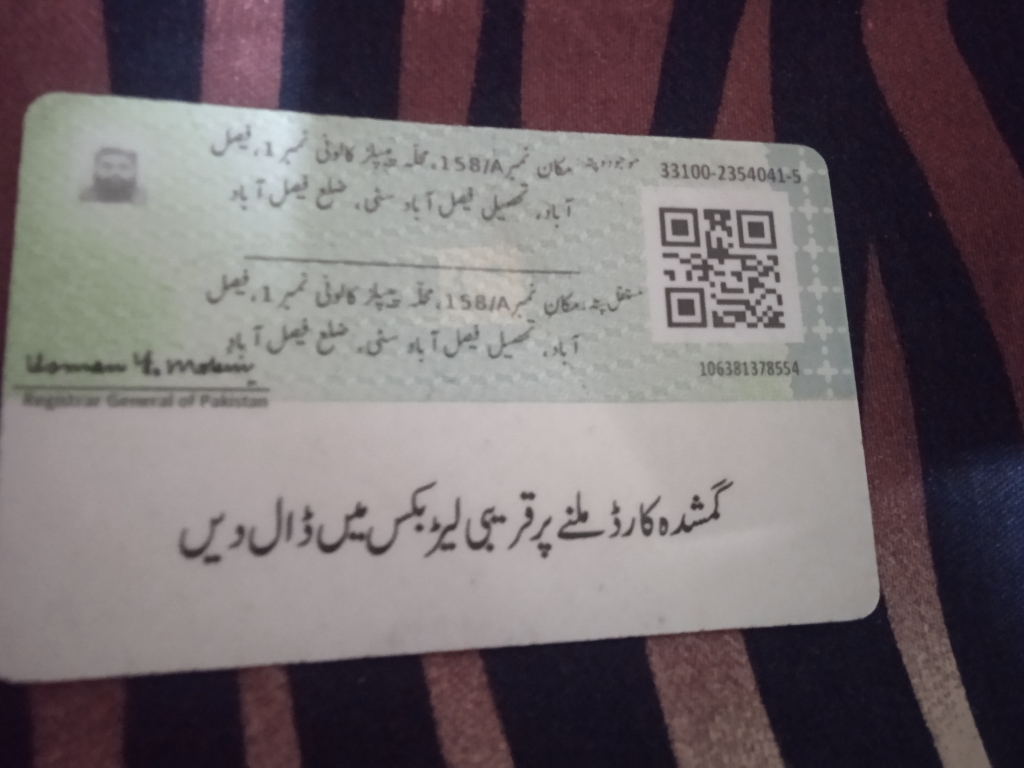 موجودہ پتہ: مکان نمبر 158/A، محلہ پیپلز کالونی نمبر 1، فیصل
آباد، تحصیل فیصل آباد سٹی، ضلع فیصل آباد
33100-2354041-5
مستقل پتہ: مکان نمبر 158/A، محلہ پیپلز کالونی نمبر 1، فیصل
آباد، تحصیل فیصل آباد سٹی، ضلع فیصل آباد
106381378554
Usman Y. Mobin
Registrar General of Pakistan
گمشدہ کارڈ ملنے پر قریبی لیٹر بکس میں ڈال دیں